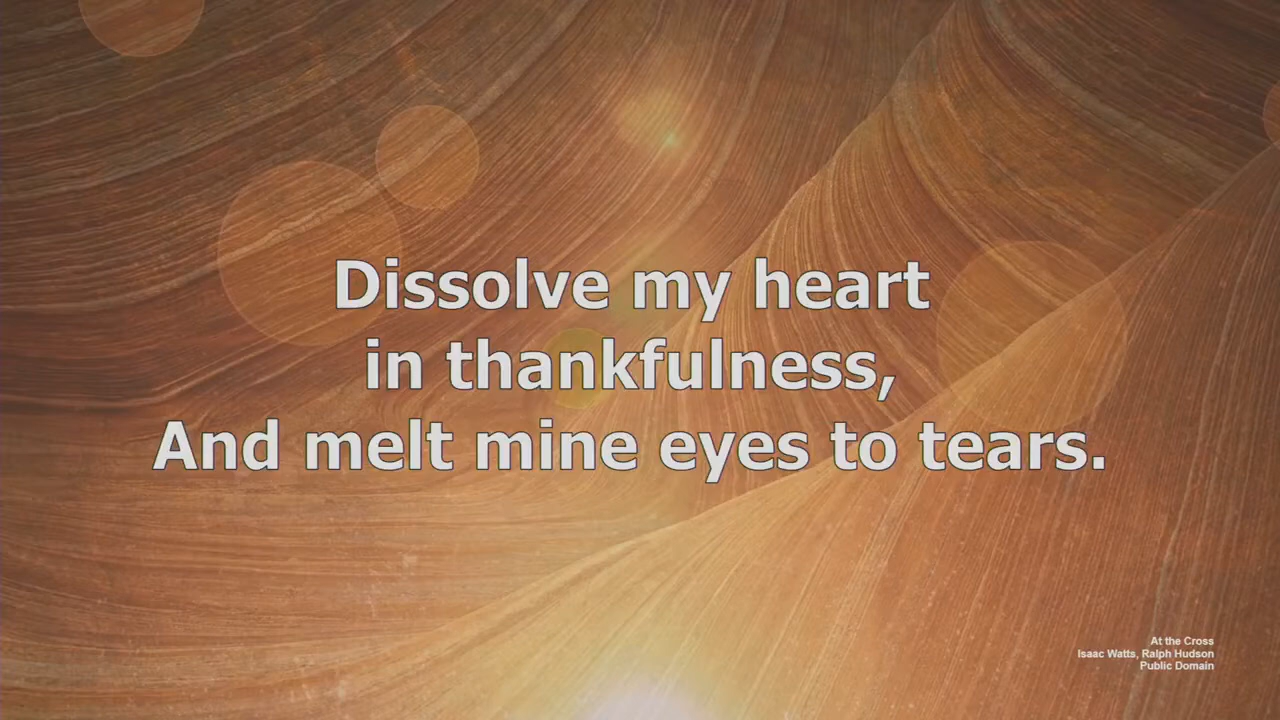 Dissolve my heart
in thankfulness,
And melt mine eyes to tears.
At the Cross
Isaac Watts, Ralph Hudson
Public Domain